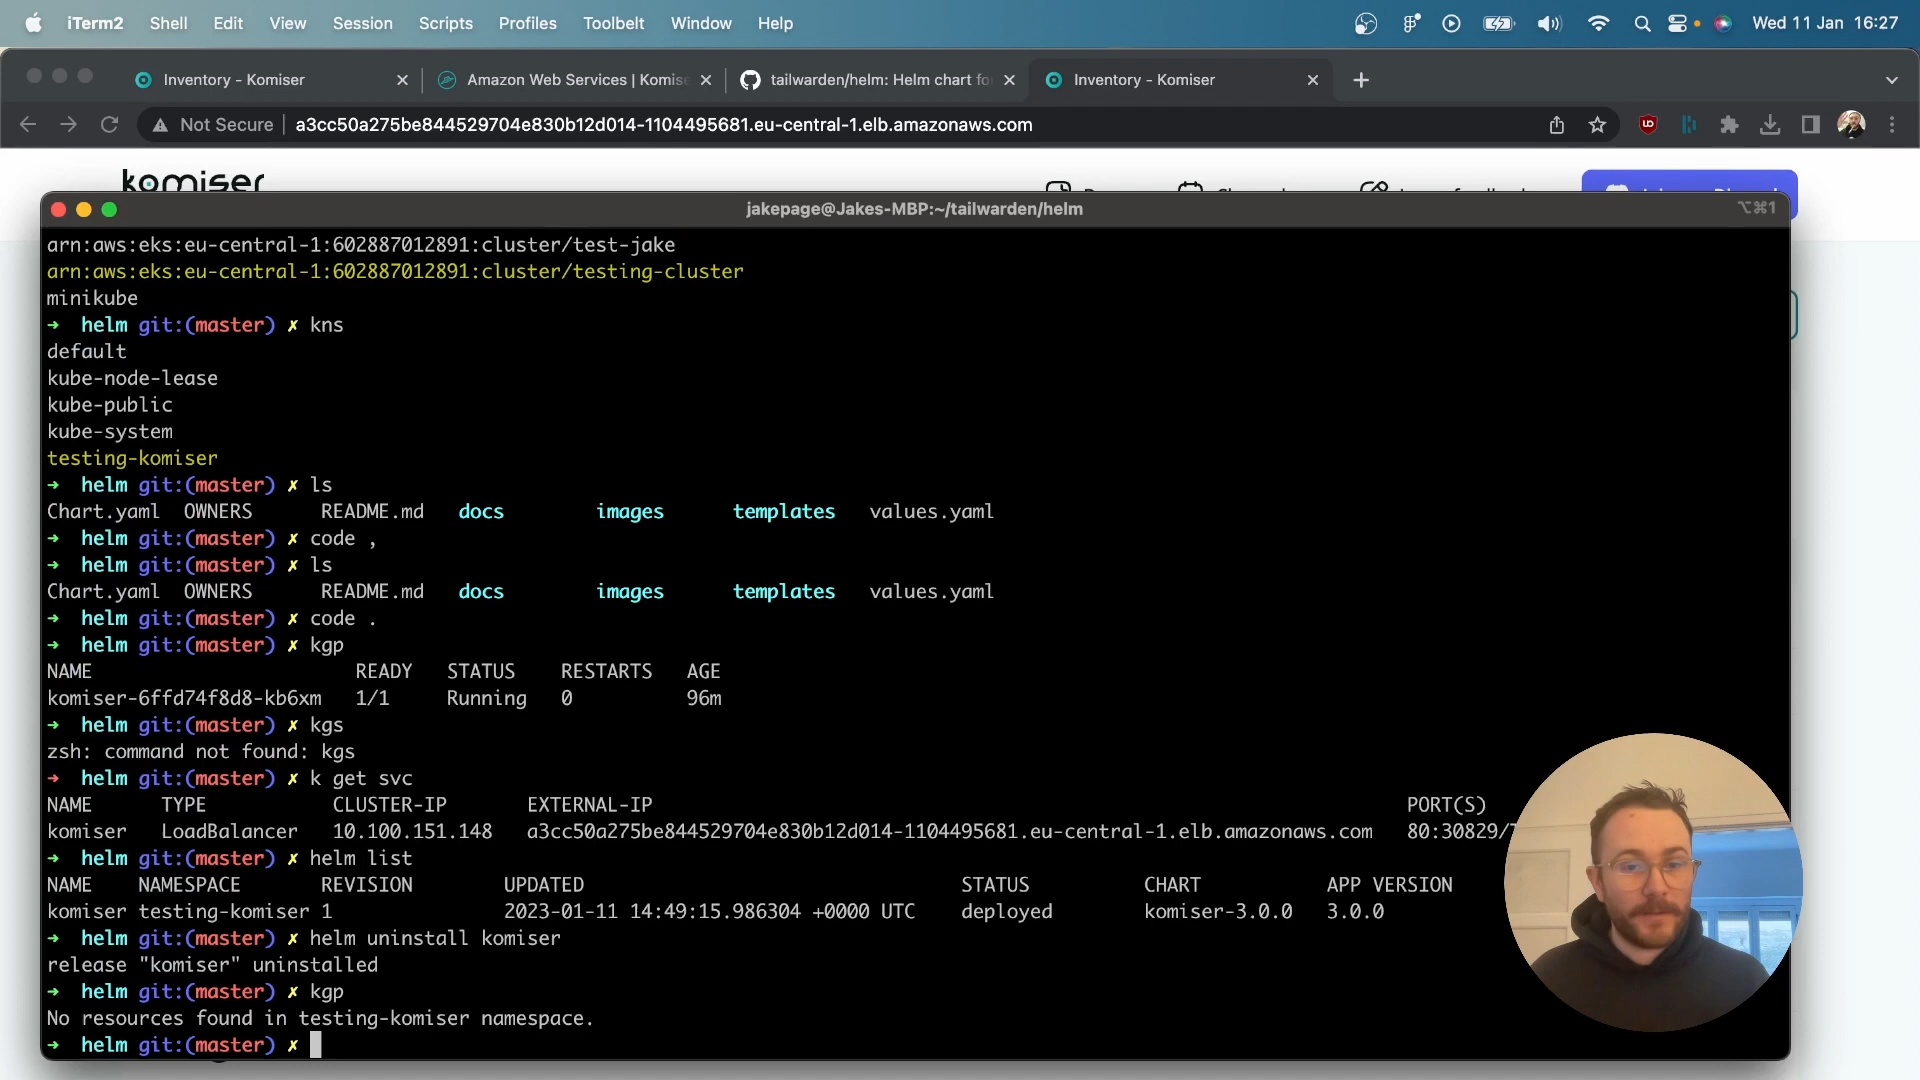 iTerm2 Shell Edit View Session Scripts Profiles Toolbelt Window Help Wed 11 Jan 16:27
Inventory - Komiser Amazon Web Services | Komise tailwarden/helm: Helm chart fo Inventory - Komiser
Not Secure a3cc50a275be844529704e830b12d014-1104495681.eu-central-1.elb.amazonaws.com
komiser
jakepage@Jakes-MBP:~/tailwarden/helm ⌥⌘1
arn:aws:eks:eu-central-1:602887012891:cluster/test-jake
arn:aws:eks:eu-central-1:602887012891:cluster/testing-cluster
minikube
➜ helm git:(master) ✗ kns
default
kube-node-lease
kube-public
kube-system
testing-komiser
➜ helm git:(master) ✗ ls
Chart.yaml OWNERS README.md docs images templates values.yaml
➜ helm git:(master) ✗ code ,
➜ helm git:(master) ✗ ls
Chart.yaml OWNERS README.md docs images templates values.yaml
➜ helm git:(master) ✗ code .
➜ helm git:(master) ✗ kgp
NAME READY STATUS RESTARTS AGE
komiser-6ffd74f8d8-kb6xm 1/1 Running 0 96m
➜ helm git:(master) ✗ kgs
zsh: command not found: kgs
➜ helm git:(master) ✗ k get svc
NAME TYPE CLUSTER-IP EXTERNAL-IP PORT(S)
komiser LoadBalancer 10.100.151.148 a3cc50a275be844529704e830b12d014-1104495681.eu-central-1.elb.amazonaws.com 80:30829/
➜ helm git:(master) ✗ helm list
NAME NAMESPACE REVISION UPDATED STATUS CHART APP VERSION
komiser testing-komiser 1 2023-01-11 14:49:15.986304 +0000 UTC deployed komiser-3.0.0 3.0.0
➜ helm git:(master) ✗ helm uninstall komiser
release "komiser" uninstalled
➜ helm git:(master) ✗ kgp
No resources found in testing-komiser namespace.
➜ helm git:(master) ✗